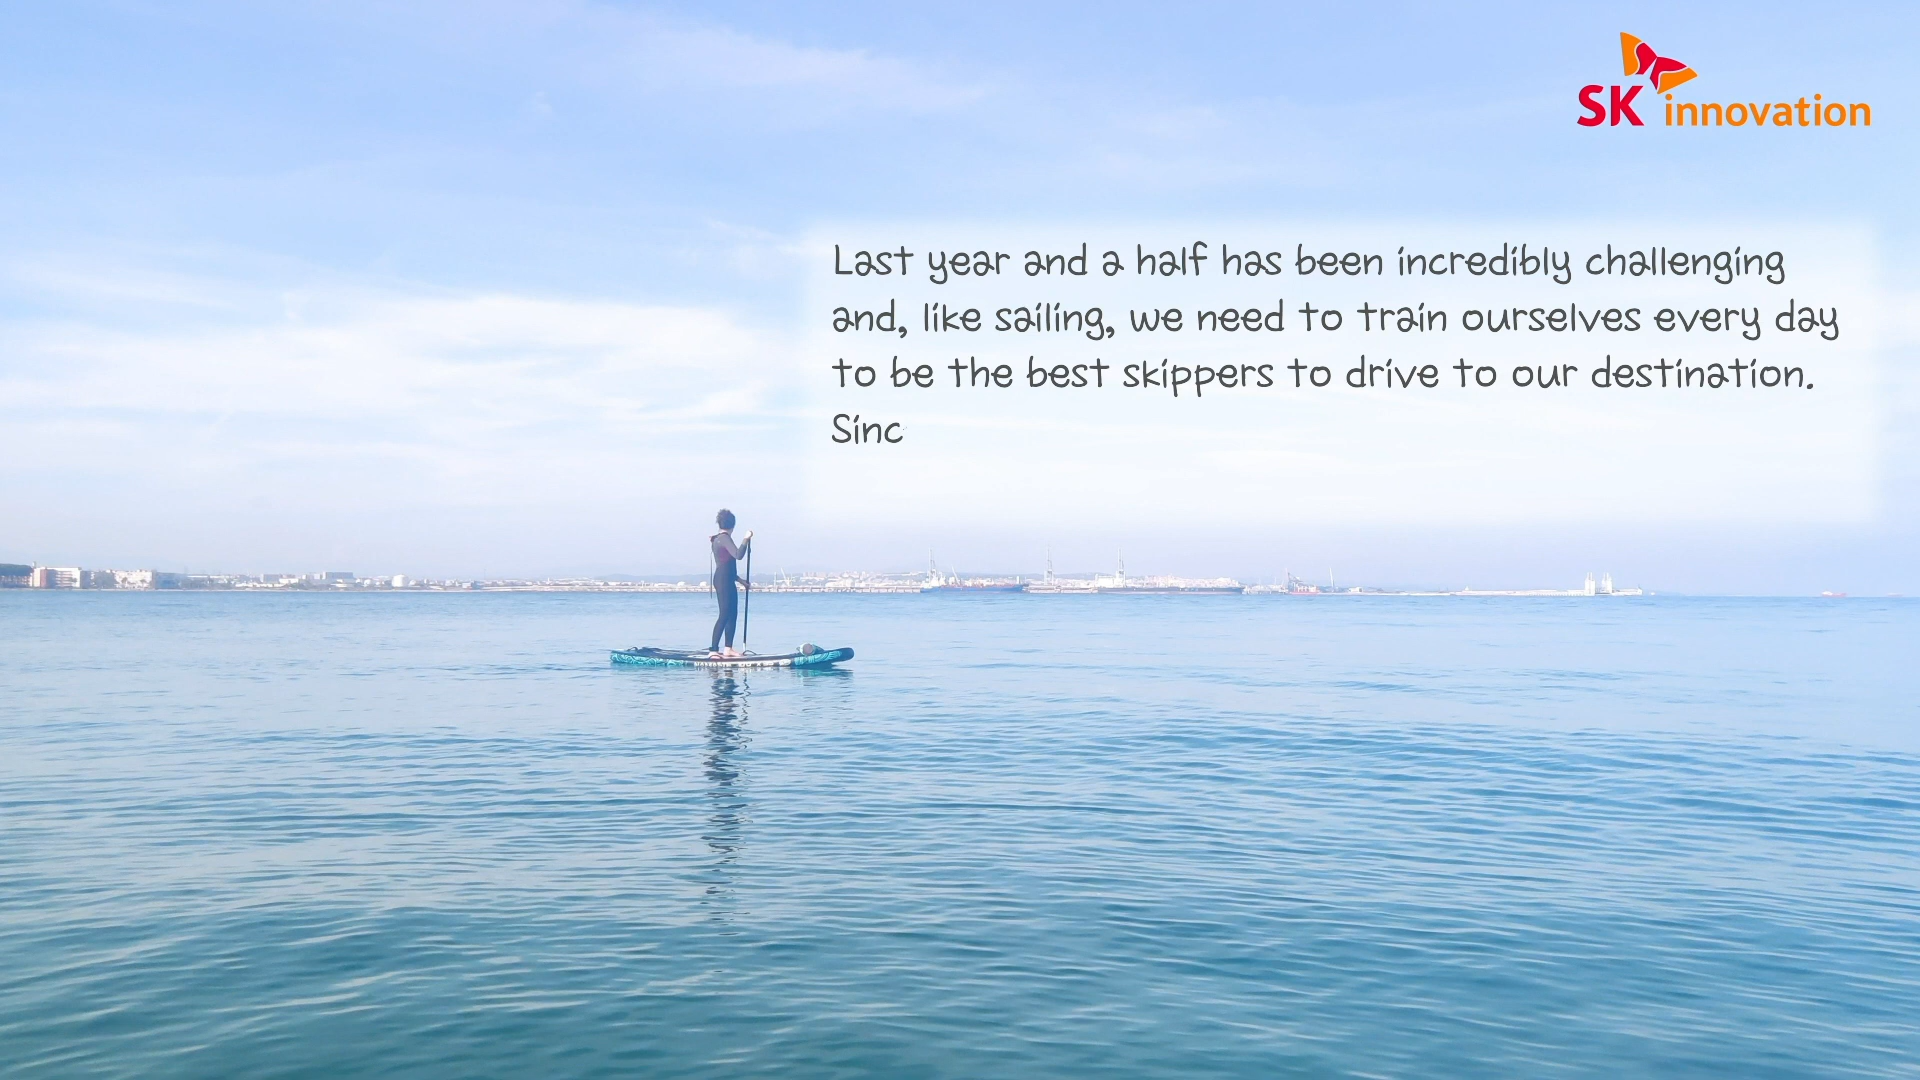 SK innovation
Last year and a half has been incredibly challenging
and, like sailing, we need to train ourselves every day
to be the best skippers to drive to our destination.
Sinc